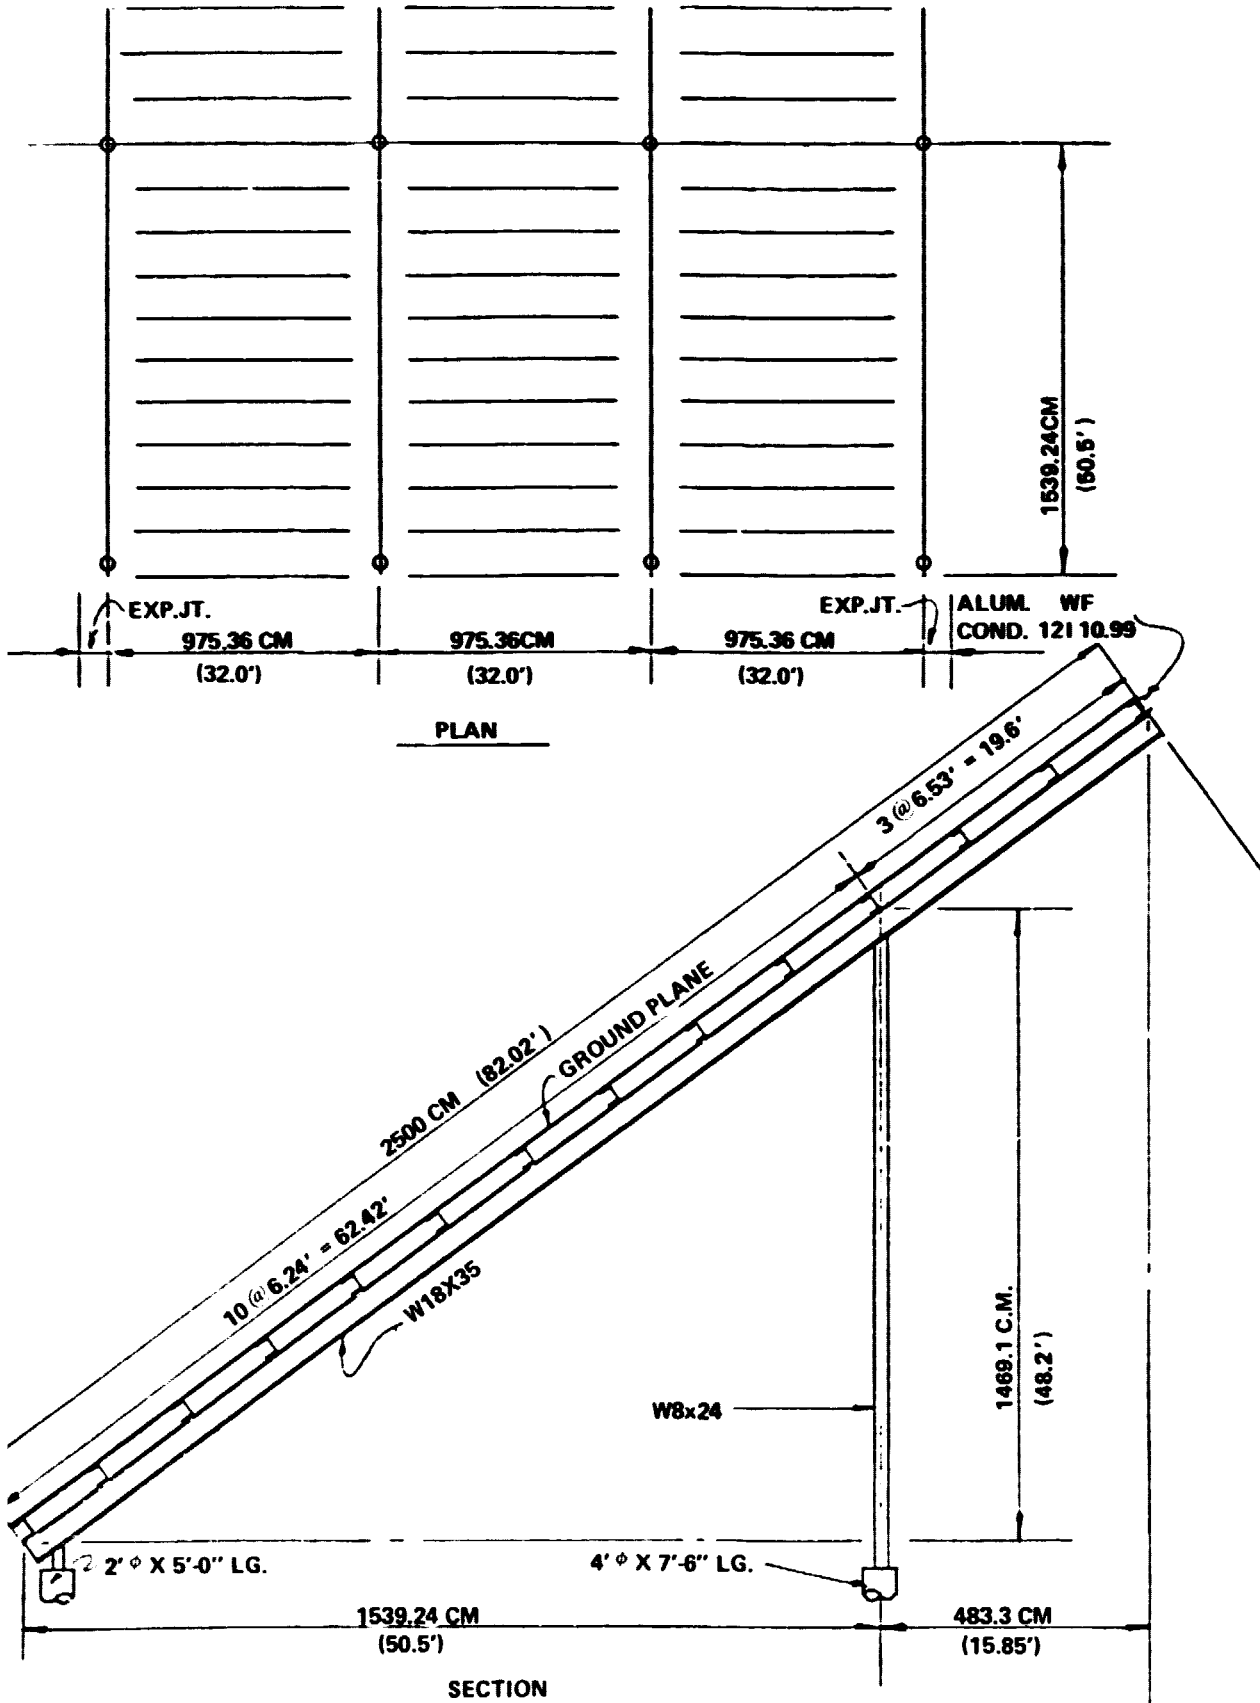 1539.24CM
(50.5')
EXP.JT.
EXP.JT.
ALUM. WF
COND. 12I 10.99
975.36 CM
(32.0')
975.36CM
(32.0')
975.36 CM
(32.0')
PLAN
3 @ 6.53' = 19.6'
GROUND PLANE
2500 CM (82.02')
10 @ 6.24' = 62.42'
W18X35
W8x24
1469.1 C.M.
(48.2')
2' φ X 5'-0" LG.
4' φ X 7'-6" LG.
1539.24 CM
(50.5')
483.3 CM
(15.85')
SECTION